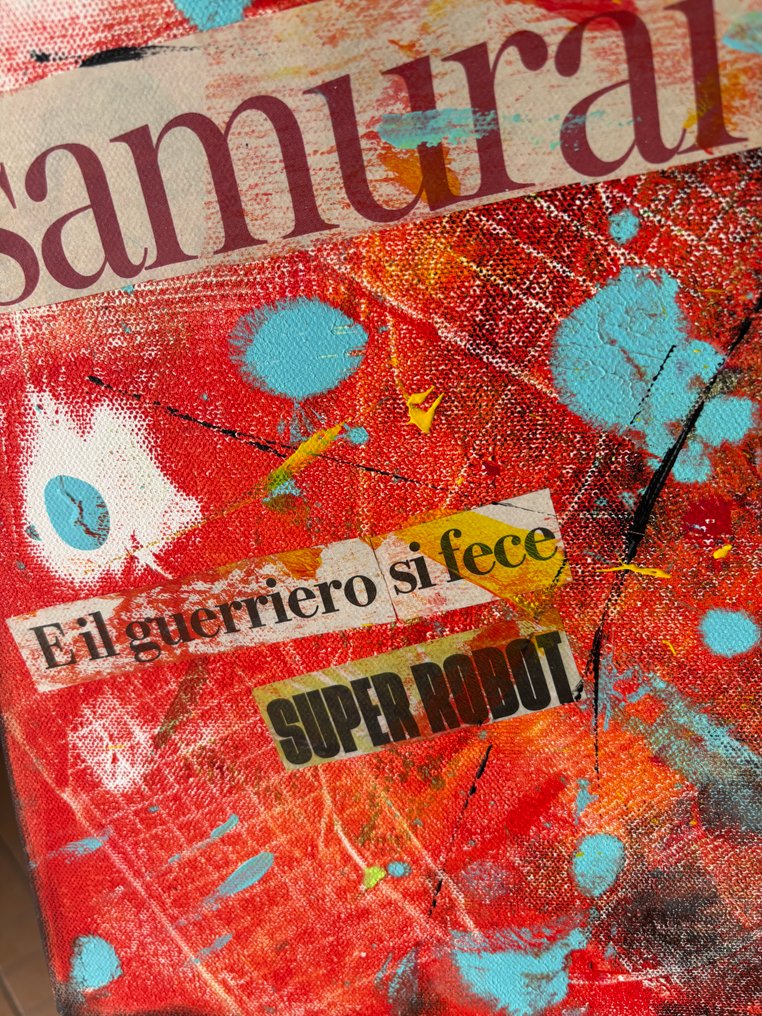 samurai
E il guerriero si fece
SUPER ROBOT